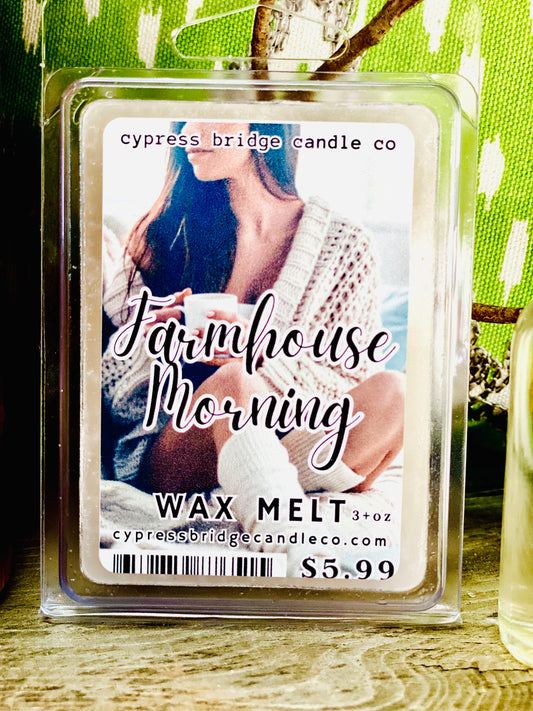 cypress bridge candle co
Farmhouse
Morning
WAX MELT 3+oz
cypressbridgecandleco.com
$5.99